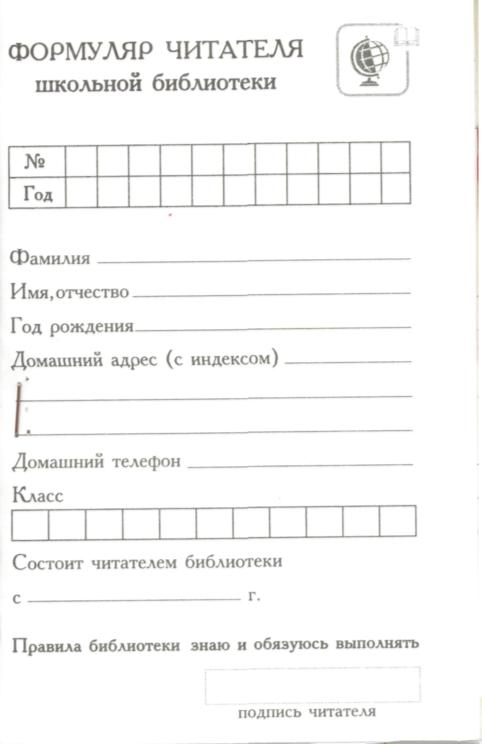 ФОРМУЛЯР ЧИТАТЕЛЯ
школьной библиотеки
№
Год
Фамилия
Имя, отчество
Год рождения
Домашний адрес (с индексом)
Домашний телефон
Класс
Состоит читателем библиотеки
с г.
Правила библиотеки знаю и обязуюсь выполнять
подпись читателя